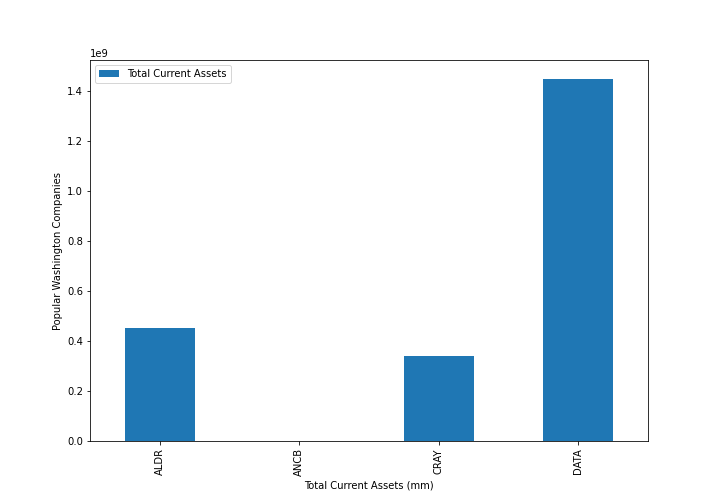 1e9
Total Current Assets
1.4
1.2
1.0
0.8
0.6
0.4
0.2
0.0
Popular Washington Companies
ALDR
ANCB
CRAY
DATA
Total Current Assets (mm)